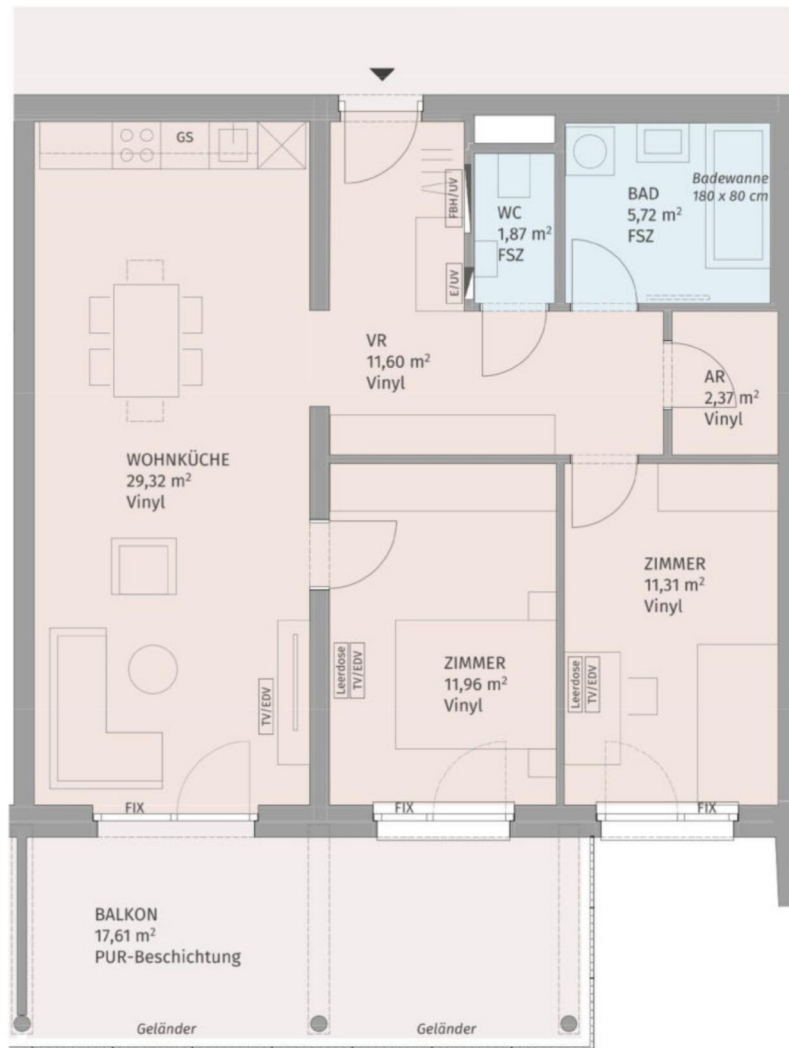 GS
FBH/UV
E/UV
WC
1,87 m²
FSZ
BAD
5,72 m²
FSZ
Badewanne
180 x 80 cm
VR
11,60 m²
Vinyl
AR
2,37 m²
Vinyl
WOHNKÜCHE
29,32 m²
Vinyl
ZIMMER
11,31 m²
Vinyl
ZIMMER
11,96 m²
Vinyl
Leerdose
TV/EDV
Leerdose
TV/EDV
TV/EDV
FIX
FIX
FIX
BALKON
17,61 m²
PUR-Beschichtung
Geländer
Geländer